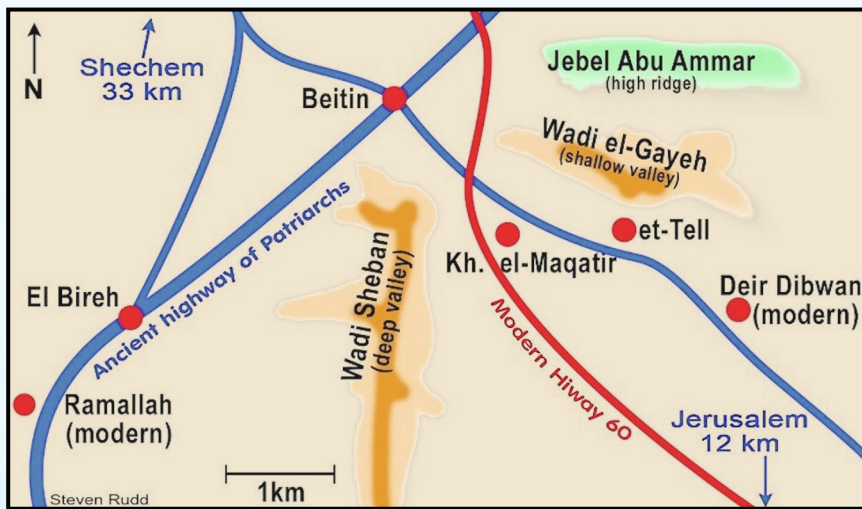 N
Shechem
33 km
Beitin
Jebel Abu Ammar
(high ridge)
Wadi el-Gayeh
(shallow valley)
et-Tell
Kh. el-Maqatir
Deir Dibwan
(modern)
El Bireh
Ancient highway of Patriarchs
Wadi Sheban
(deep valley)
Modern Hiway 60
Ramallah
(modern)
Jerusalem
12 km
1km
Steven Rudd